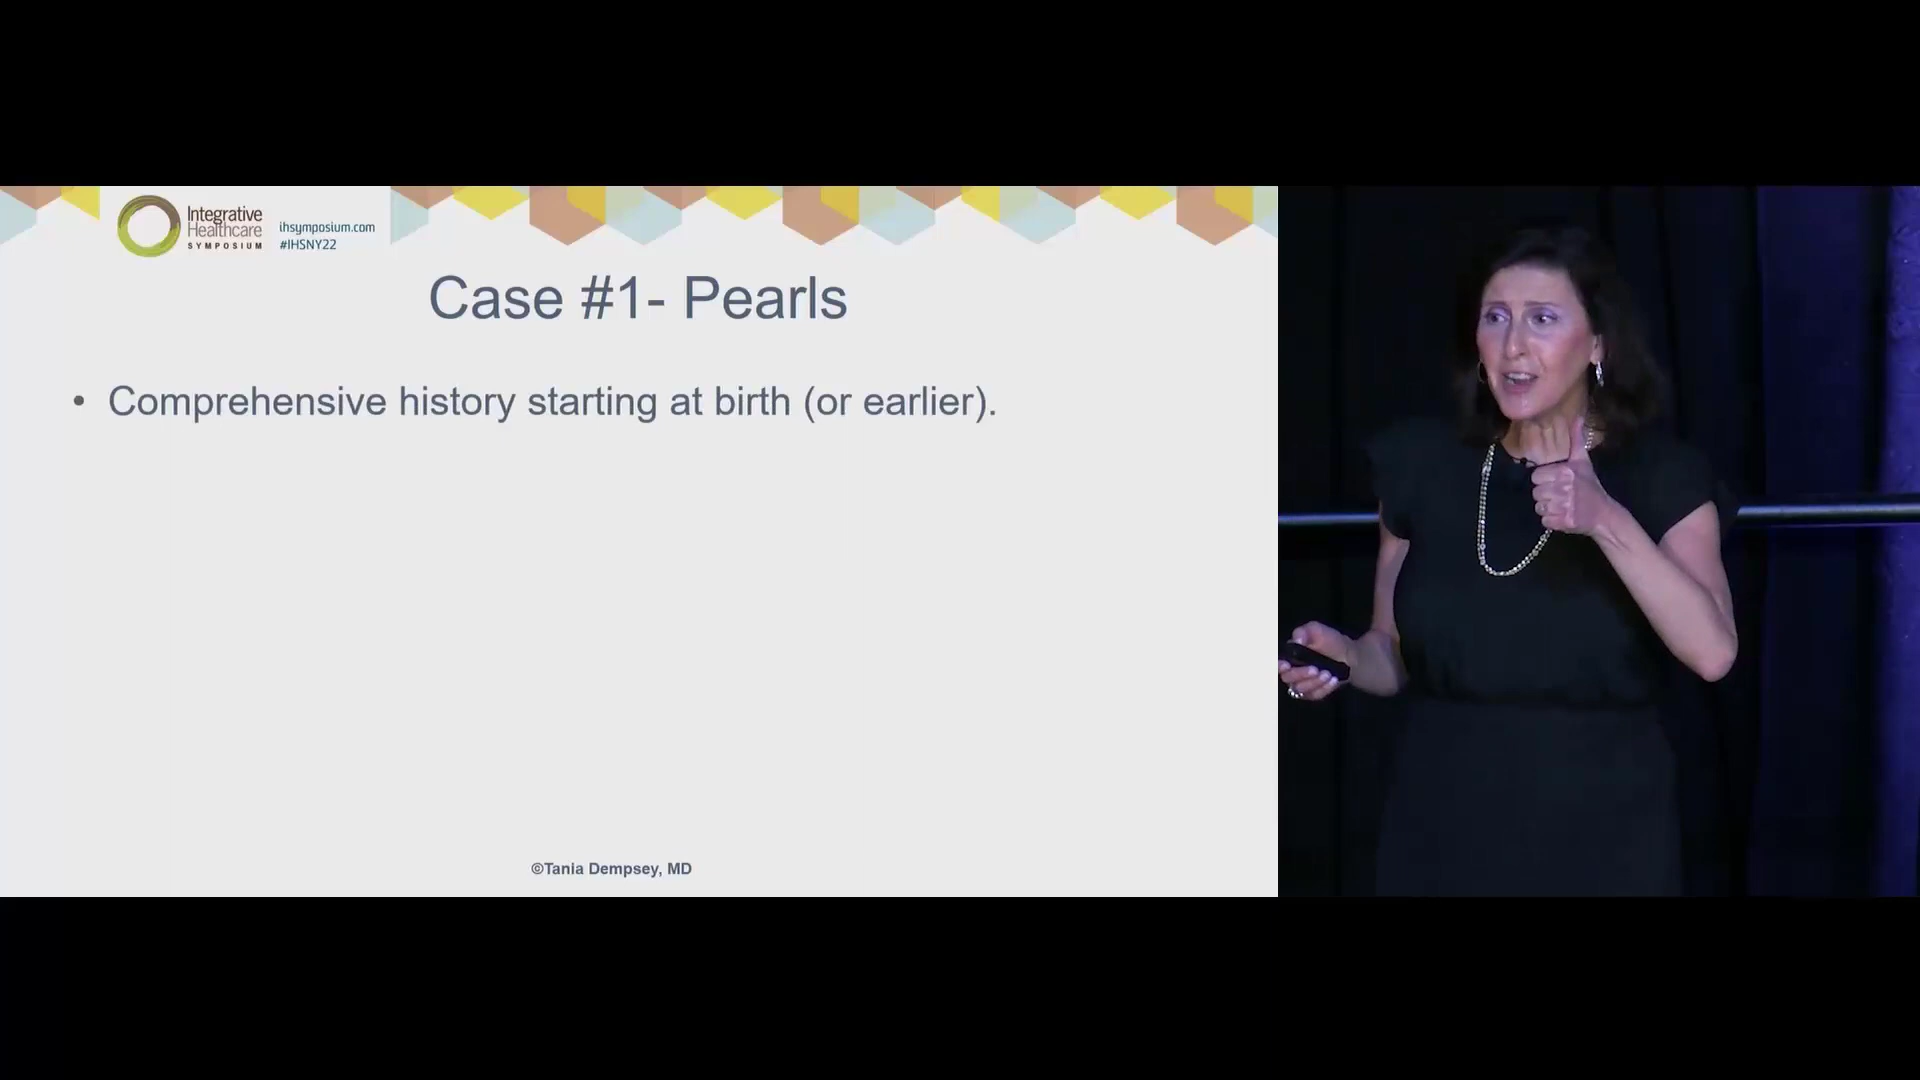 Integrative
Healthcare
SYMPOSIUM
ihsymposium.com
#IHSNY22
Case #1- Pearls
• Comprehensive history starting at birth (or earlier).
©Tania Dempsey, MD